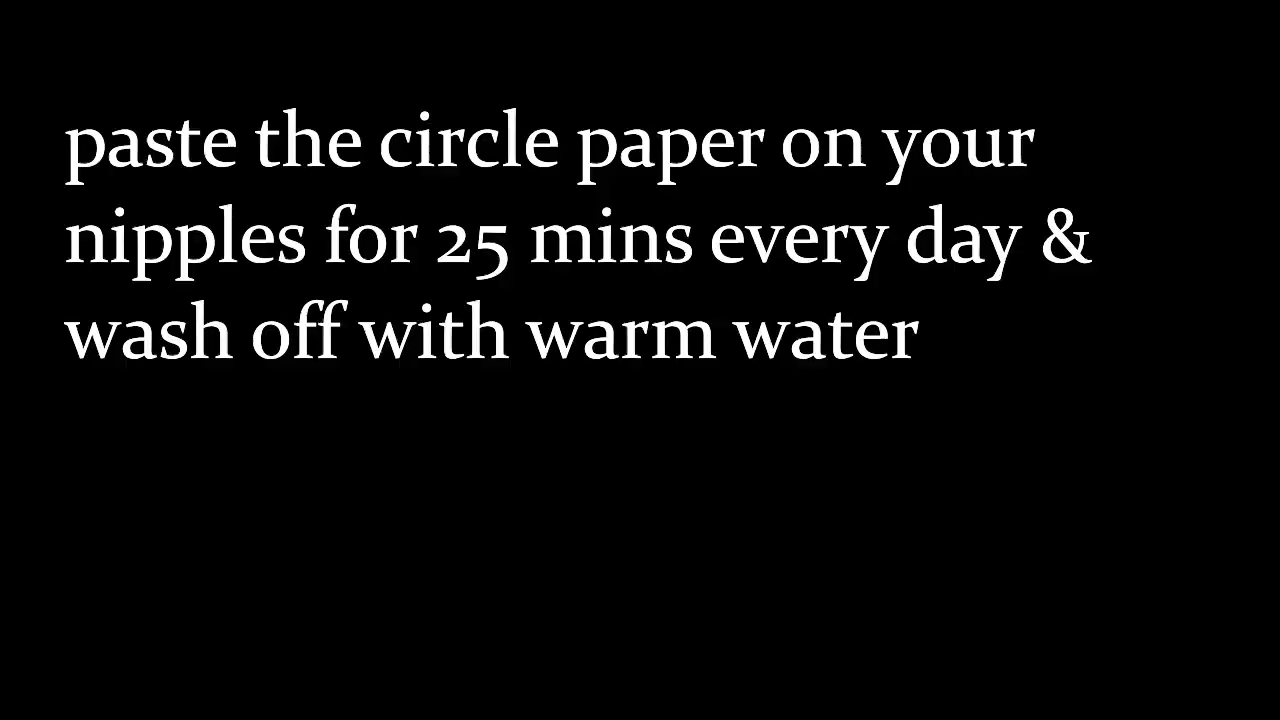 paste the circle paper on your
nipples for 25 mins every day &
wash off with warm water